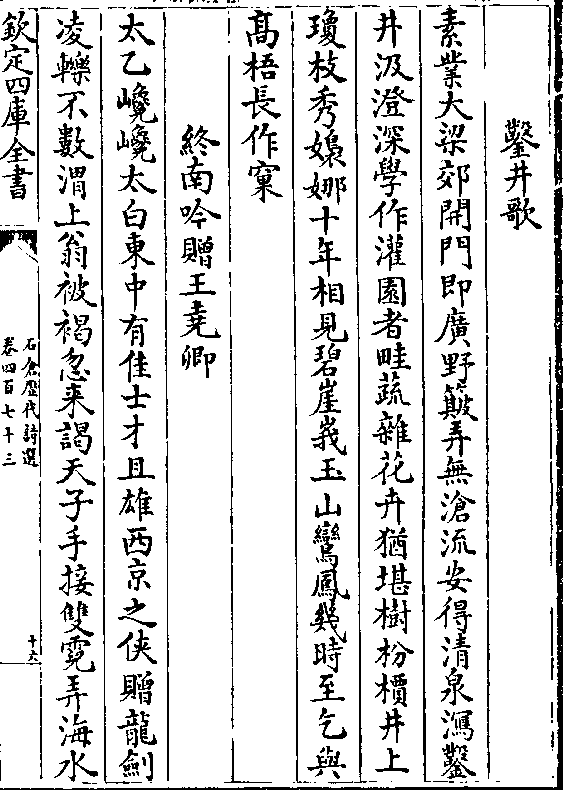 鑿井歌
素業大梁郊開門即廣野簸弄無滄流安得清泉瀉鑿
井汲澄深學作灌園者畦蔬雜花卉猶堪樹枌檟井上
瓊枝秀嬝娜十年相見碧崖峩玉山鸞鳳幾時至乞與
髙梧長作窠
終南吟贈王堯卿
太乙巉巉太白東中有佳士才且雄西京之俠贈龍劍
凌轢不數渭上翁被褐忽来謁天子手接雙霓弄海水
欽定四庫全書
石倉歴代詩選
卷四百七十三
十六